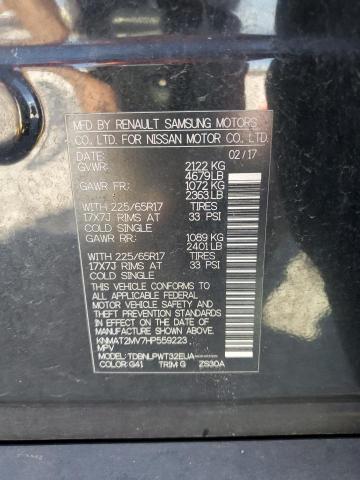 MFD BY RENAULT SAMSUNG MOTORS
CO., LTD. FOR NISSAN MOTOR CO., LTD.
DATE: 02/17
GVWR: 2122 KG
4679LB
GAWR FR: 1072 KG
2363LB
WITH 225/65R17 TIRES
17X7J RIMS AT 33 PSI
COLD SINGLE
GAWR RR: 1089 KG
2401LB
WITH 225/65R17 TIRES
17X7J RIMS AT 33 PSI
COLD SINGLE
THIS VEHICLE CONFORMS TO
ALL APPLICABLE FEDERAL
MOTOR VEHICLE SAFETY AND
THEFT PREVENTION STANDARDS
IN EFFECT ON THE DATE OF
MANUFACTURE SHOWN ABOVE.
KNMAT2MV7HP559223
MPV
MODEL: TDBNLPWT32EUA
COLOR: G41 TRIM: G ZS30A